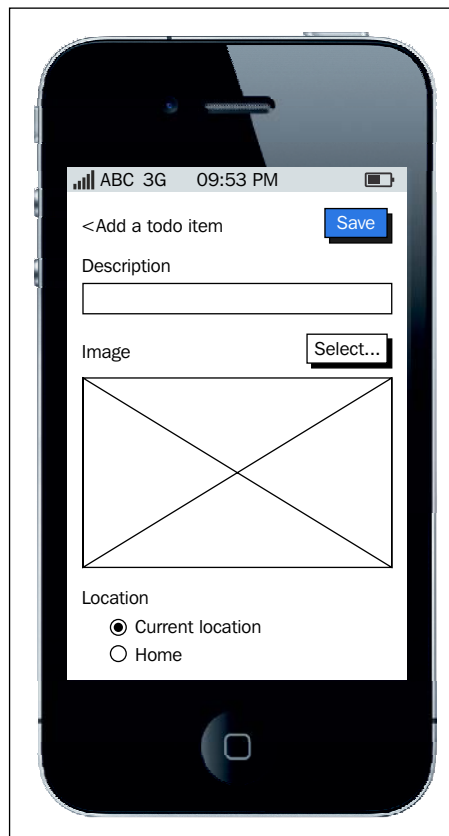 ABC 3G 09:53 PM
<Add a todo item Save
Description
Image Select...
Location
Current location
Home